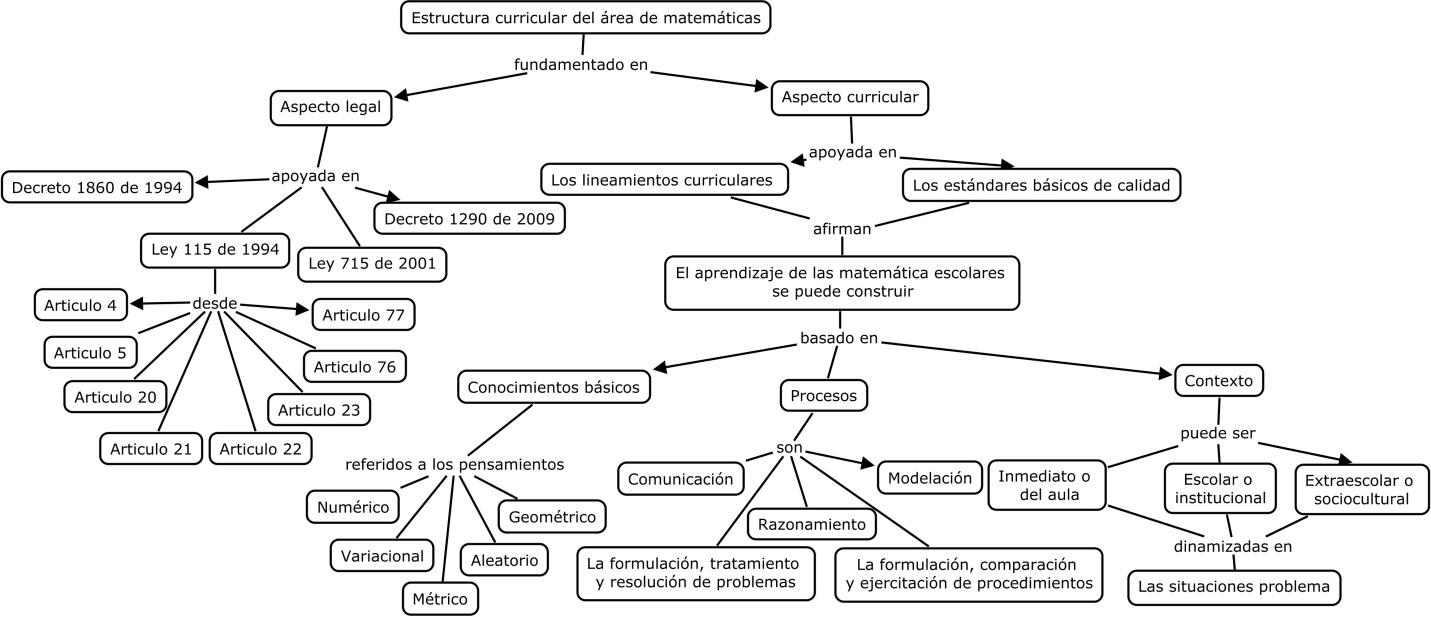 Estructura curricular del área de matemáticas
fundamentado en
Aspecto legal
Aspecto curricular
apoyada en
Decreto 1860 de 1994
Decreto 1290 de 2009
Ley 115 de 1994
Ley 715 de 2001
desde
Articulo 4
Articulo 77
Articulo 5
Articulo 76
Articulo 20
Articulo 23
Articulo 21
Articulo 22
apoyada en
Los lineamientos curriculares
Los estándares básicos de calidad
afirman
El aprendizaje de las matemática escolares
se puede construir
basado en
Conocimientos básicos
Procesos
Contexto
referidos a los pensamientos
Numérico
Geométrico
Variacional
Aleatorio
Métrico
son
Comunicación
Modelación
Razonamiento
La formulación, tratamiento
y resolución de problemas
La formulación, comparación
y ejercitación de procedimientos
puede ser
Inmediato o
del aula
Escolar o
institucional
Extraescolar o
sociocultural
dinamizadas en
Las situaciones problema